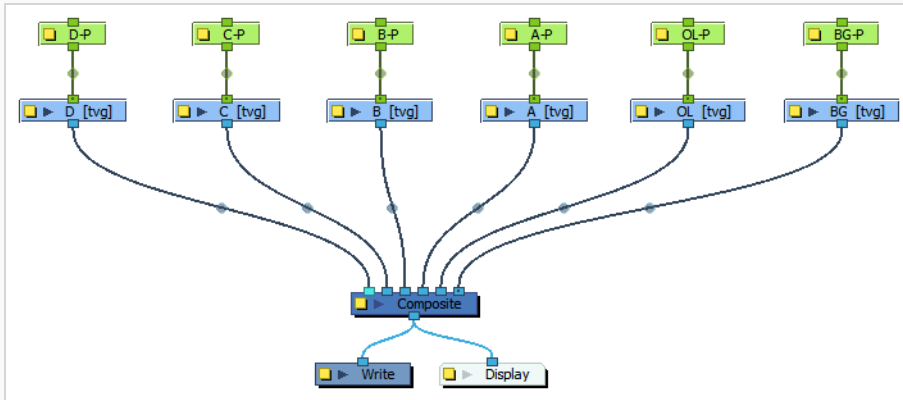 D-P C-P B-P A-P OL-P BG-P
D [tvg] C [tvg] B [tvg] A [tvg] OL [tvg] BG [tvg]
Composite
Write Display